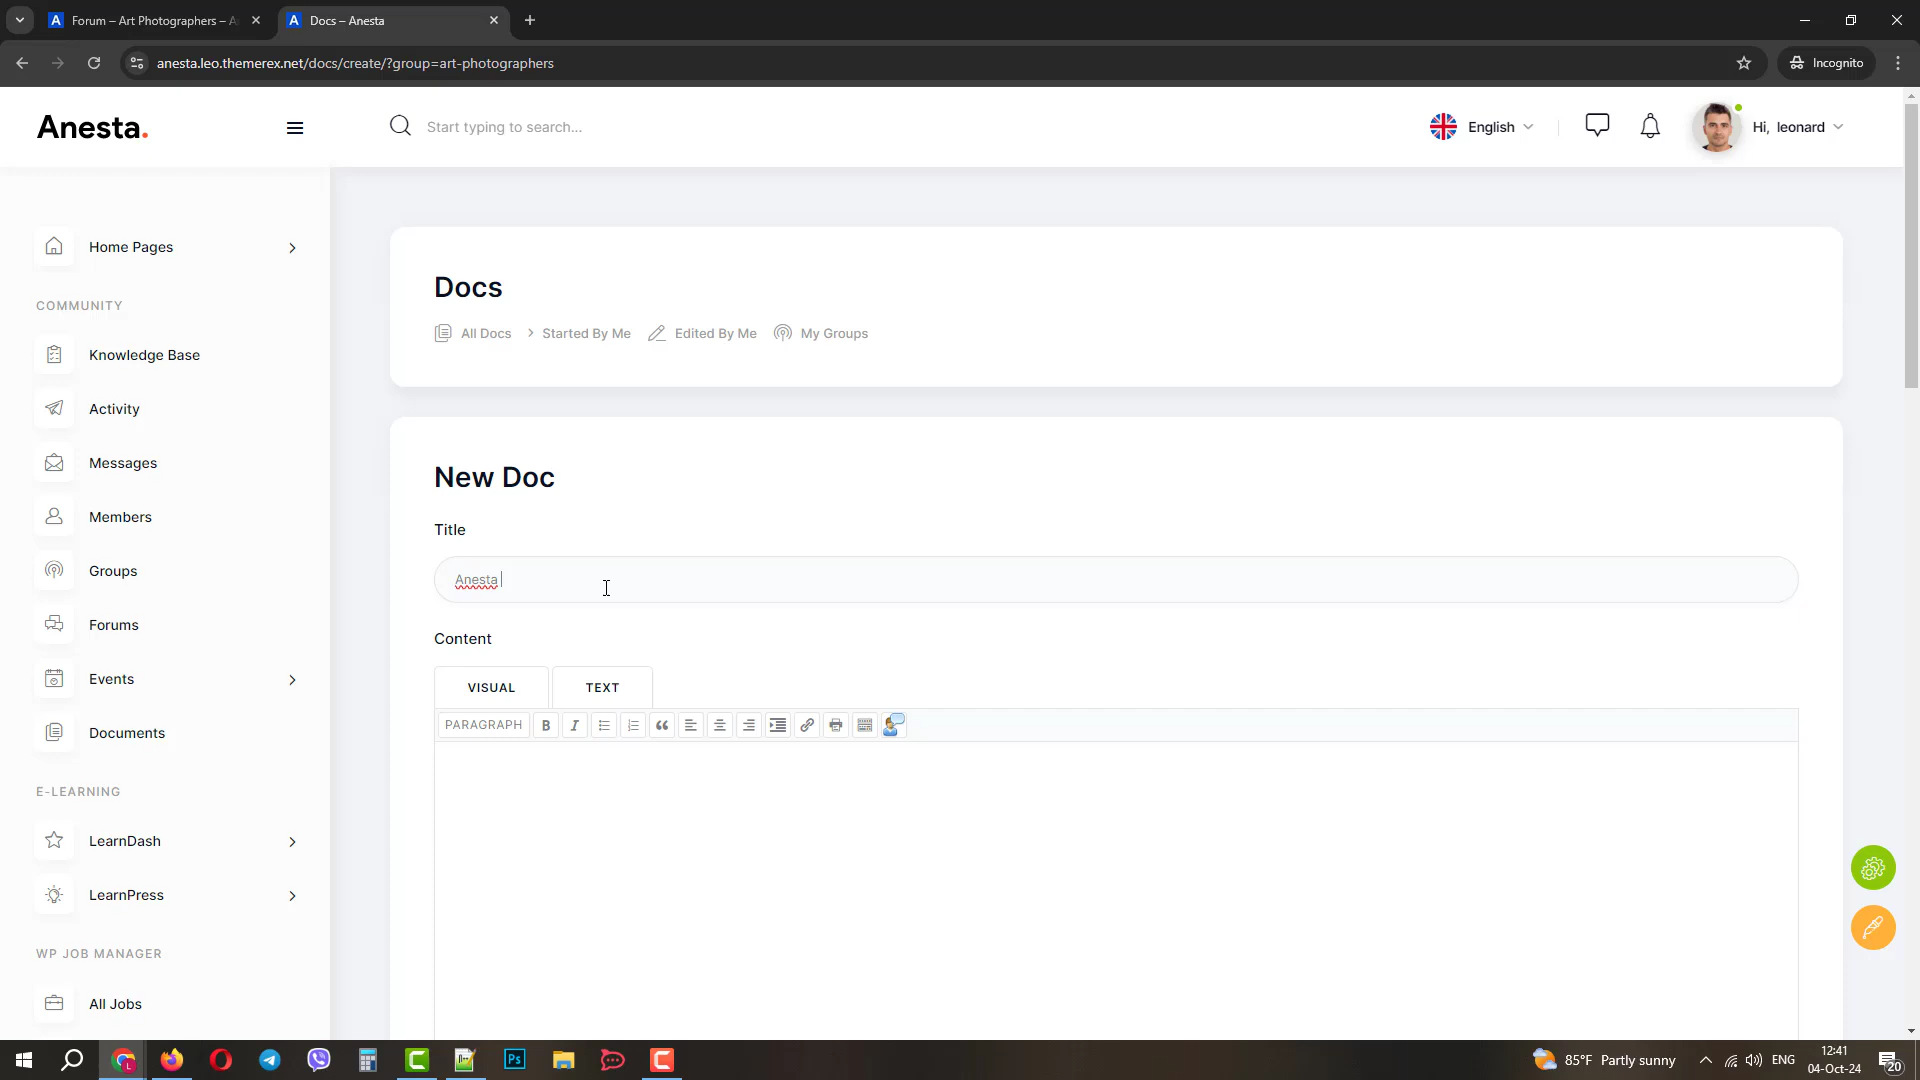 Forum – Art Photographers – A
Docs – Anesta
anesta.leo.themerex.net/docs/create/?group=art-photographers
Incognito
Anesta.
Start typing to search...
English
Hi, leonard
Home Pages
COMMUNITY
Knowledge Base
Activity
Messages
Members
Groups
Forums
Events
Documents
E-LEARNING
LearnDash
LearnPress
WP JOB MANAGER
All Jobs
Docs
All Docs
Started By Me
Edited By Me
My Groups
New Doc
Title
Anesta
Content
VISUAL
TEXT
PARAGRAPH
B
I
85°F Partly sunny
ENG
12:41
04-Oct-24
20